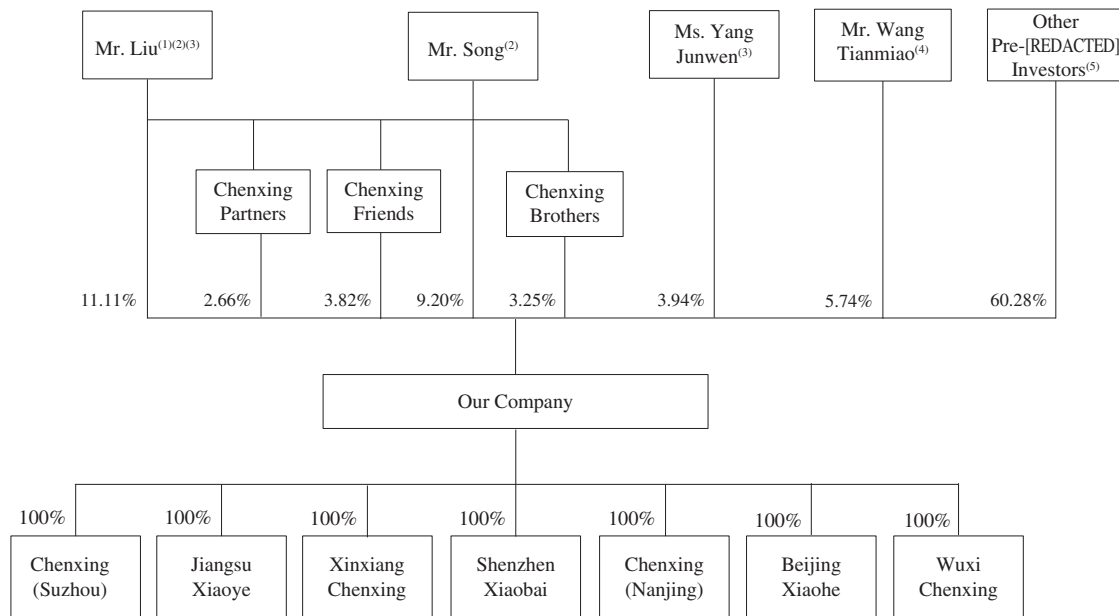 Mr. Liu(1)(2)(3)
Mr. Song(2)
Ms. Yang
Junwen(3)
Mr. Wang
Tianmiao(4)
Other
Pre-[REDACTED]
Investors(5)
Chenxing
Partners
Chenxing
Friends
Chenxing
Brothers
11.11%
2.66%
3.82%
9.20%
3.25%
3.94%
5.74%
60.28%
Our Company
100%
100%
100%
100%
100%
100%
100%
Chenxing
(Suzhou)
Jiangsu
Xiaoye
Xinxiang
Chenxing
Shenzhen
Xiaobai
Chenxing
(Nanjing)
Beijing
Xiaohe
Wuxi
Chenxing